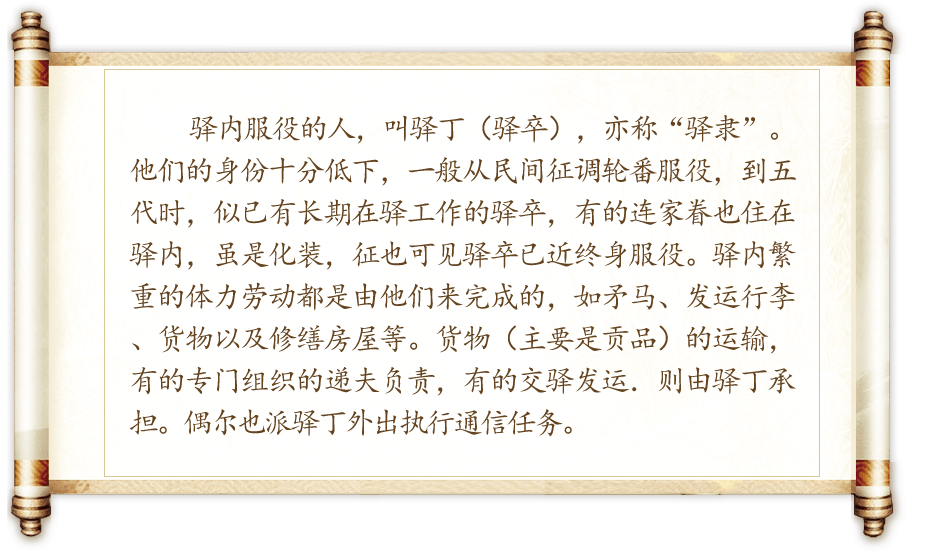 驿内服役的人，叫驿丁（驿卒），亦称“驿隶”。
他们的身份十分低下，一般从民间征调轮番服役，到五
代时，似已有长期在驿工作的驿卒，有的连家眷也住在
驿内，虽是化装，征也可见驿卒已近终身服役。驿内繁
重的体力劳动都是由他们来完成的，如矛马、发运行李
、货物以及修缮房屋等。货物（主要是贡品）的运输，
有的专门组织的递夫负责，有的交驿发运．则由驿丁承
担。偶尔也派驿丁外出执行通信任务。